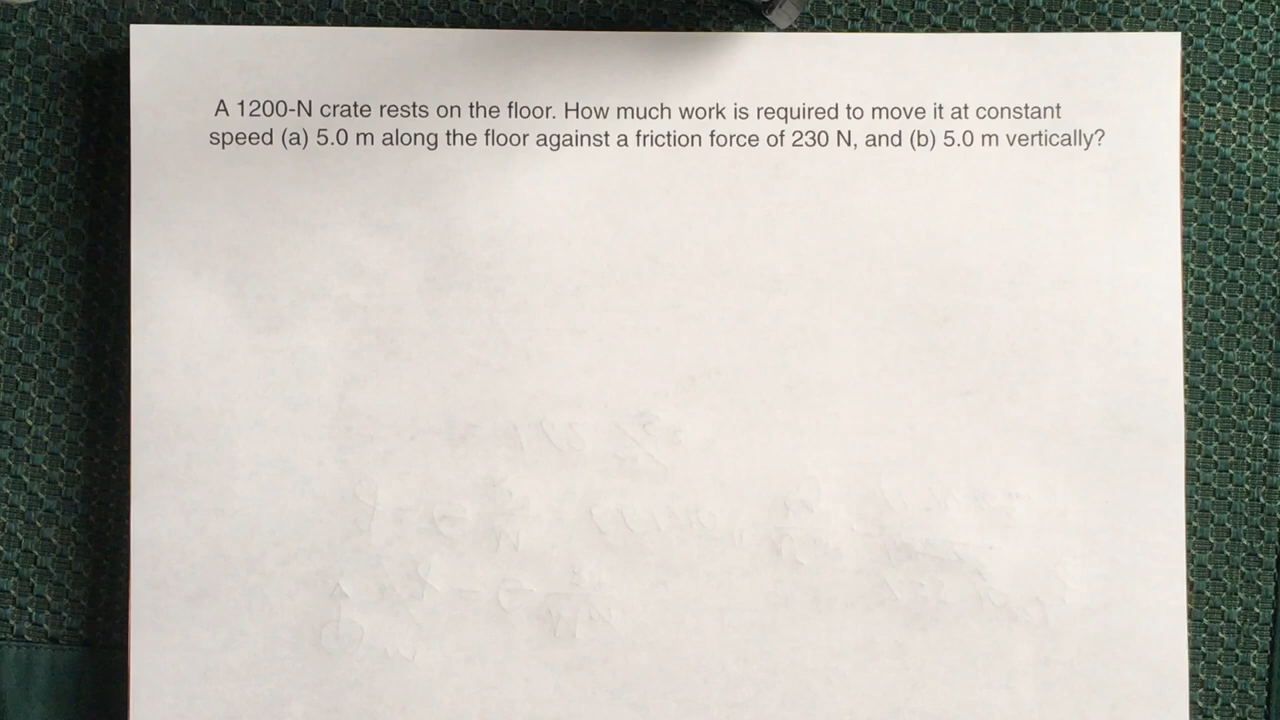 A 1200-N crate rests on the floor. How much work is required to move it at constant
speed (a) 5.0 m along the floor against a friction force of 230 N, and (b) 5.0 m vertically?